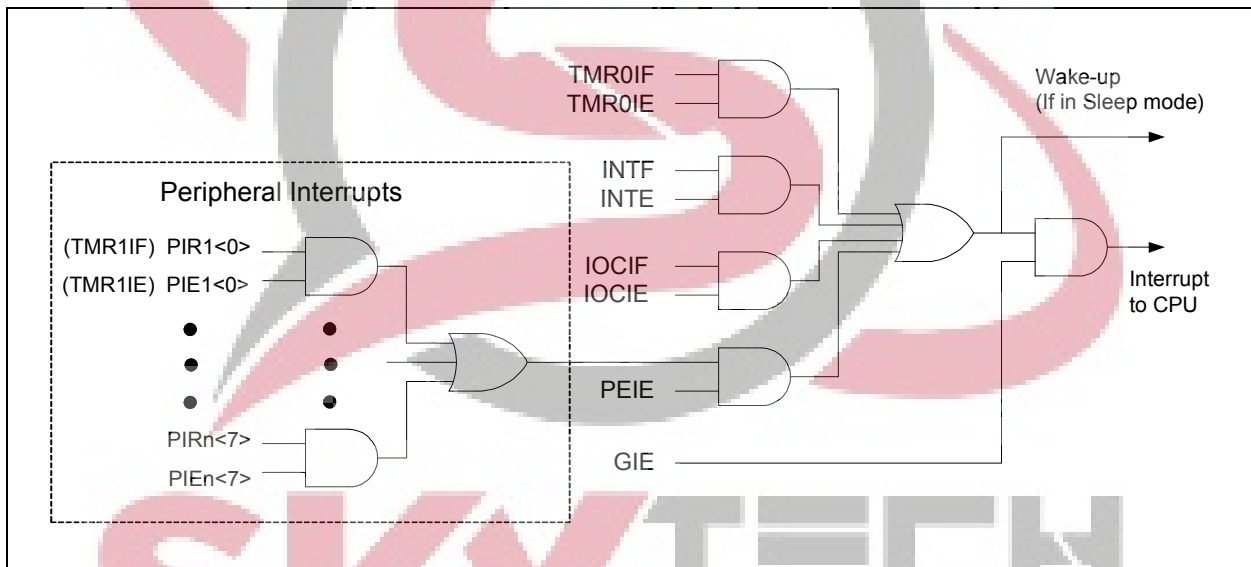 TMR0IF
TMR0IE
Wake-up
(If in Sleep mode)
INTF
INTE
Peripheral Interrupts
(TMR1IF) PIR1<0>
(TMR1IE) PIE1<0>
IOCIF
IOCIE
Interrupt
to CPU
PEIE
PIRn<7>
PIEn<7>
GIE
SKYTECH